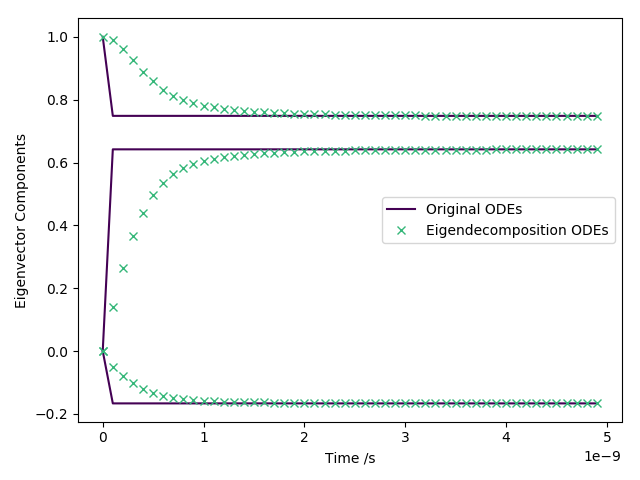 1.0
0.8
0.6
0.4
0.2
0.0
−0.2
Eigenvector Components
Original ODEs
Eigendecomposition ODEs
0 1 2 3 4 5
1e−9
Time /s